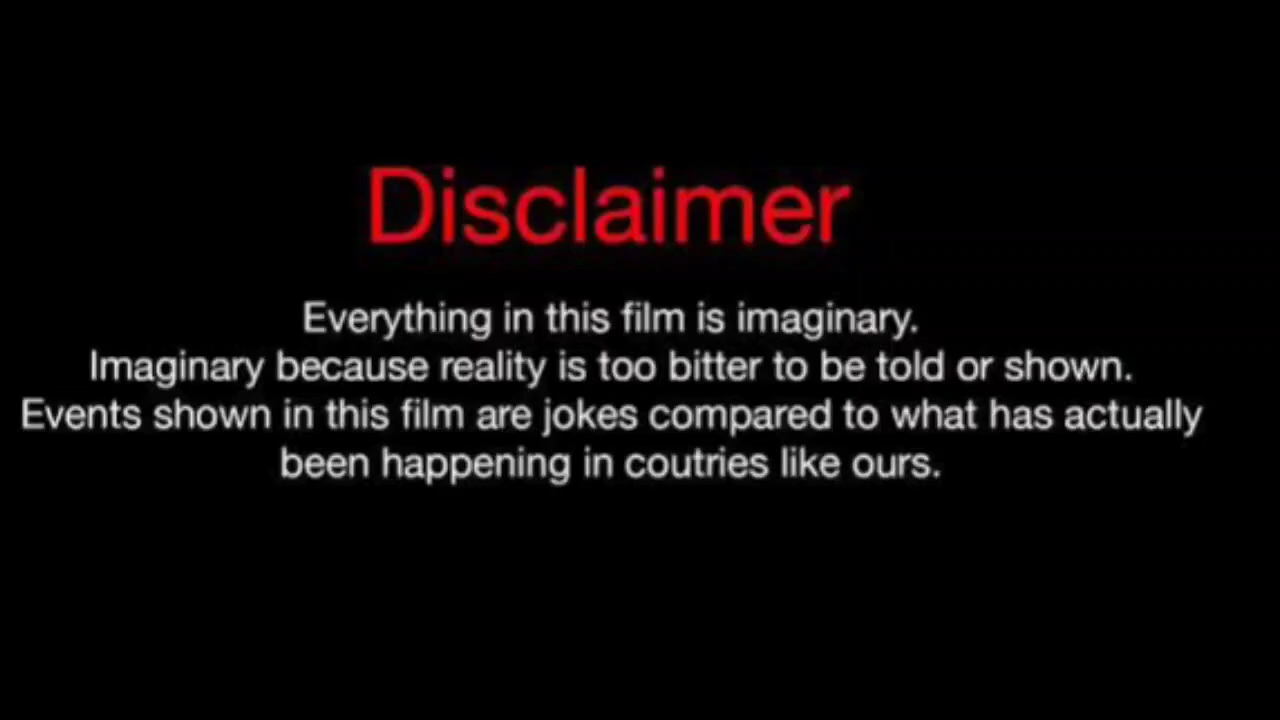 Disclaimer
Everything in this film is imaginary.
Imaginary because reality is too bitter to be told or shown.
Events shown in this film are jokes compared to what has actually
been happening in coutries like ours.